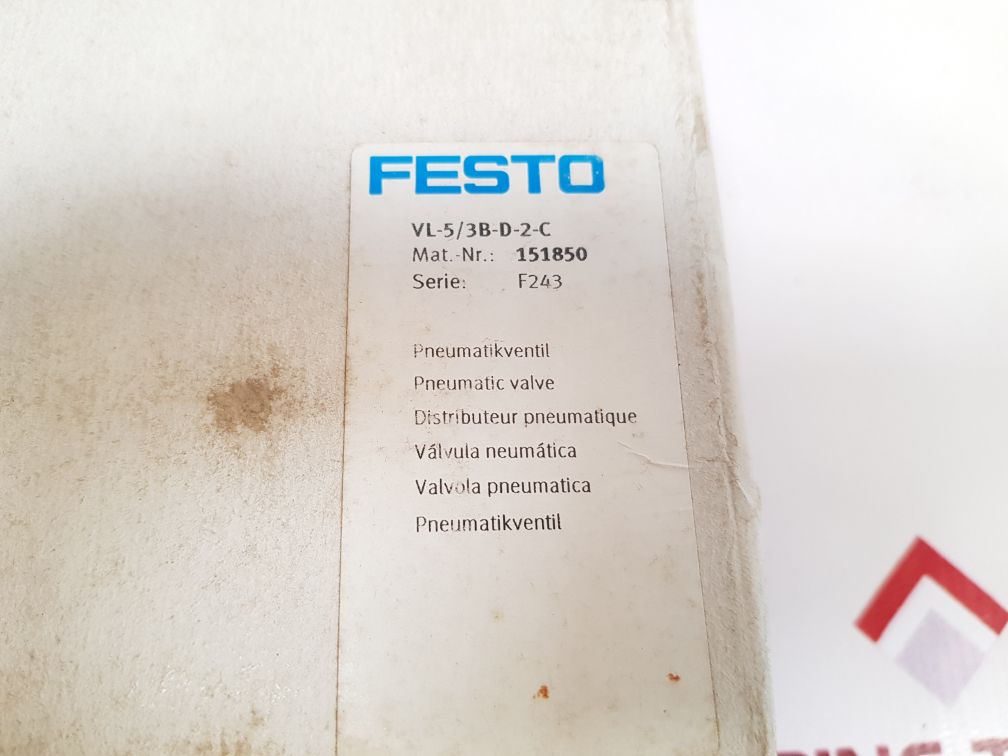 FESTO
VL-5/3B-D-2-C
Mat.-Nr.: 151850
Serie: F243
Pneumatikventil
Pneumatic valve
Distributeur pneumatique
Válvula neumática
Valvola pneumatica
Pneumatikventil